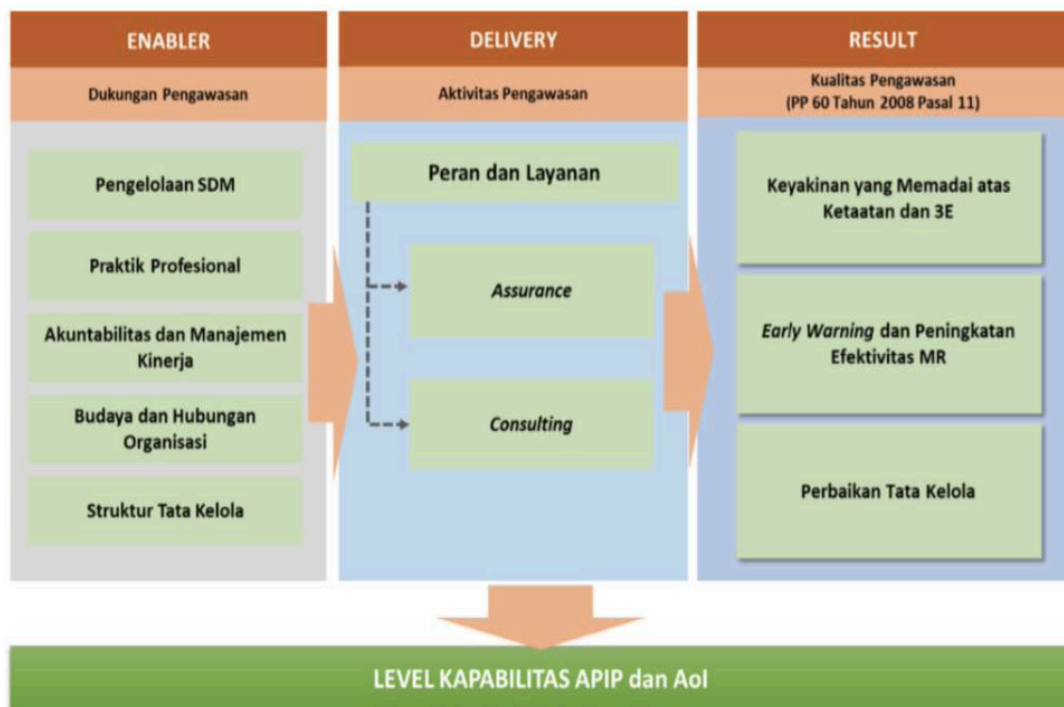 ENABLER
Dukungan Pengawasan
Pengelolaan SDM
Praktik Profesional
Akuntabilitas dan Manajemen
Kinerja
Budaya dan Hubungan
Organisasi
Struktur Tata Kelola
DELIVERY
Aktivitas Pengawasan
Peran dan Layanan
Assurance
Consulting
RESULT
Kualitas Pengawasan
(PP 60 Tahun 2008 Pasal 11)
Keyakinan yang Memadai atas
Ketaatan dan 3E
Early Warning dan Peningkatan
Efektivitas MR
Perbaikan Tata Kelola
LEVEL KAPABILITAS APIP dan AoI